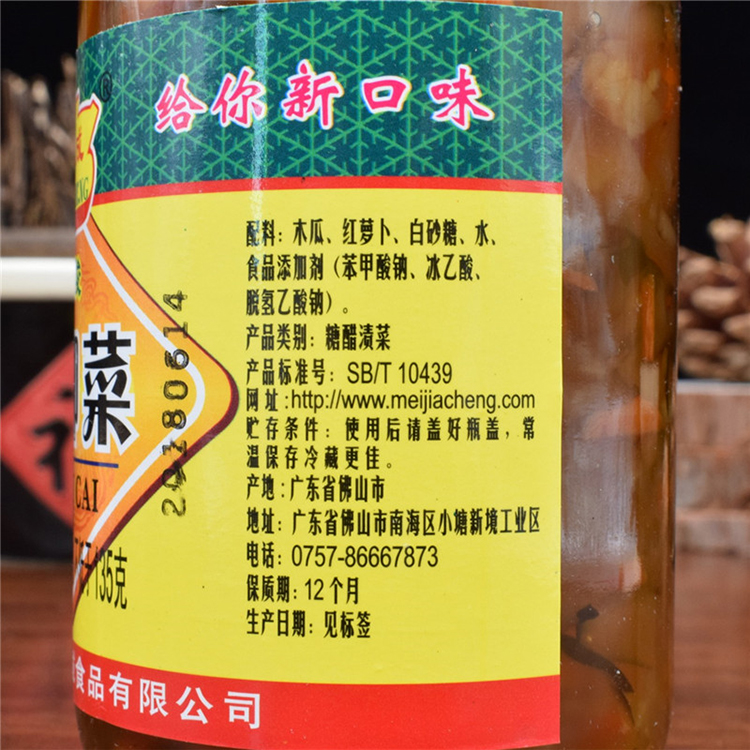 给你新口味
配料：木瓜、红萝卜、白砂糖、水、
食品添加剂（苯甲酸钠、冰乙酸、
脱氢乙酸钠）。
产品类别：糖醋渍菜
产品标准号：SB/T 10439
网址:http://www.meijiacheng.com
贮存条件：使用后请盖好瓶盖，常
温保存冷藏更佳。
产地:广东省佛山市
地址:广东省佛山市南海区小塘新境工业区
电话：0757-86667873
保质期：12个月
生产日期：见标签
20180614
菜
CAI
135克
食品有限公司